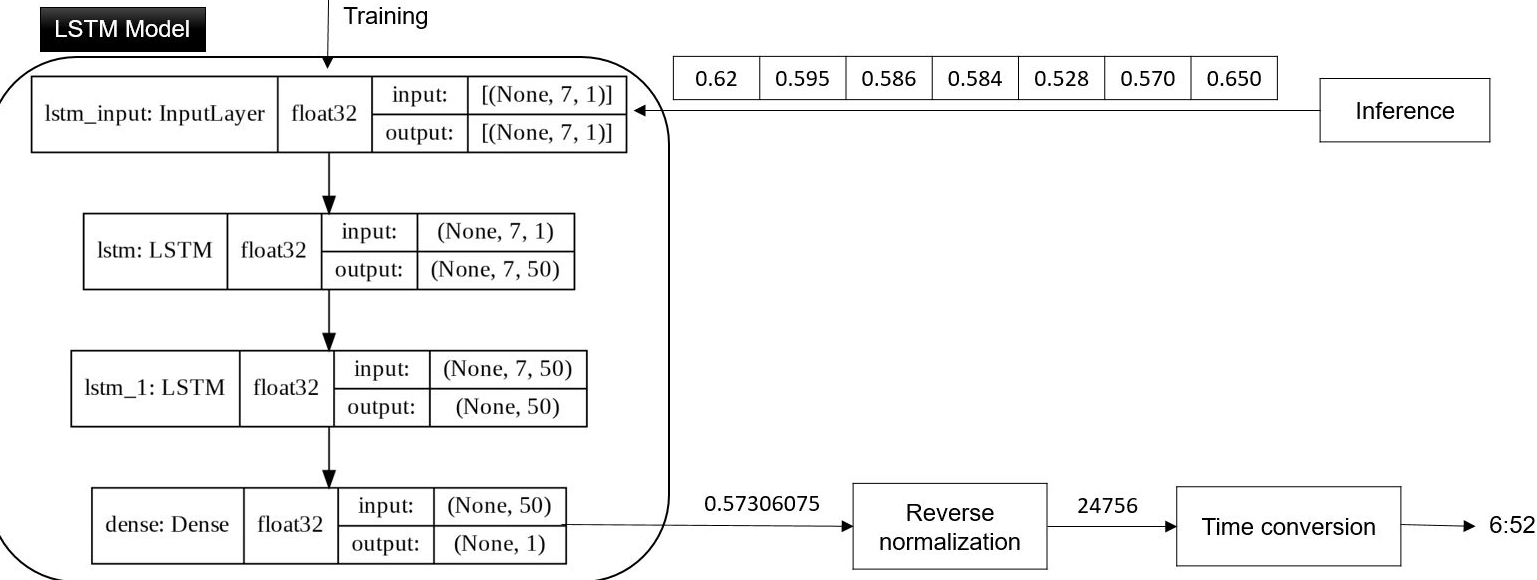 LSTM Model
Training
lstm_input: InputLayer
float32
input:
[(None, 7, 1)]
output:
[(None, 7, 1)]
0.62 0.595 0.586 0.584 0.528 0.570 0.650
Inference
lstm: LSTM
float32
input:
(None, 7, 1)
output:
(None, 7, 50)
lstm_1: LSTM
float32
input:
(None, 7, 50)
output:
(None, 50)
dense: Dense
float32
input:
(None, 50)
output:
(None, 1)
0.57306075
Reverse
normalization
24756
Time conversion
6:52